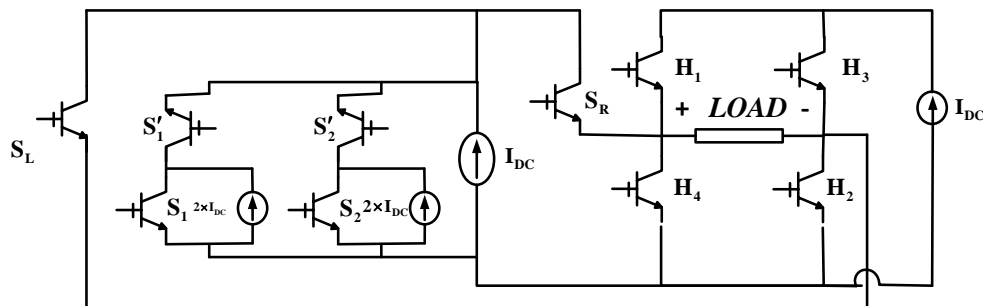 S_L
S′_1
S_1
2×I_DC
S′_2
S_2
2×I_DC
I_DC
S_R
H_1
H_3
+ LOAD -
H_4
H_2
I_DC